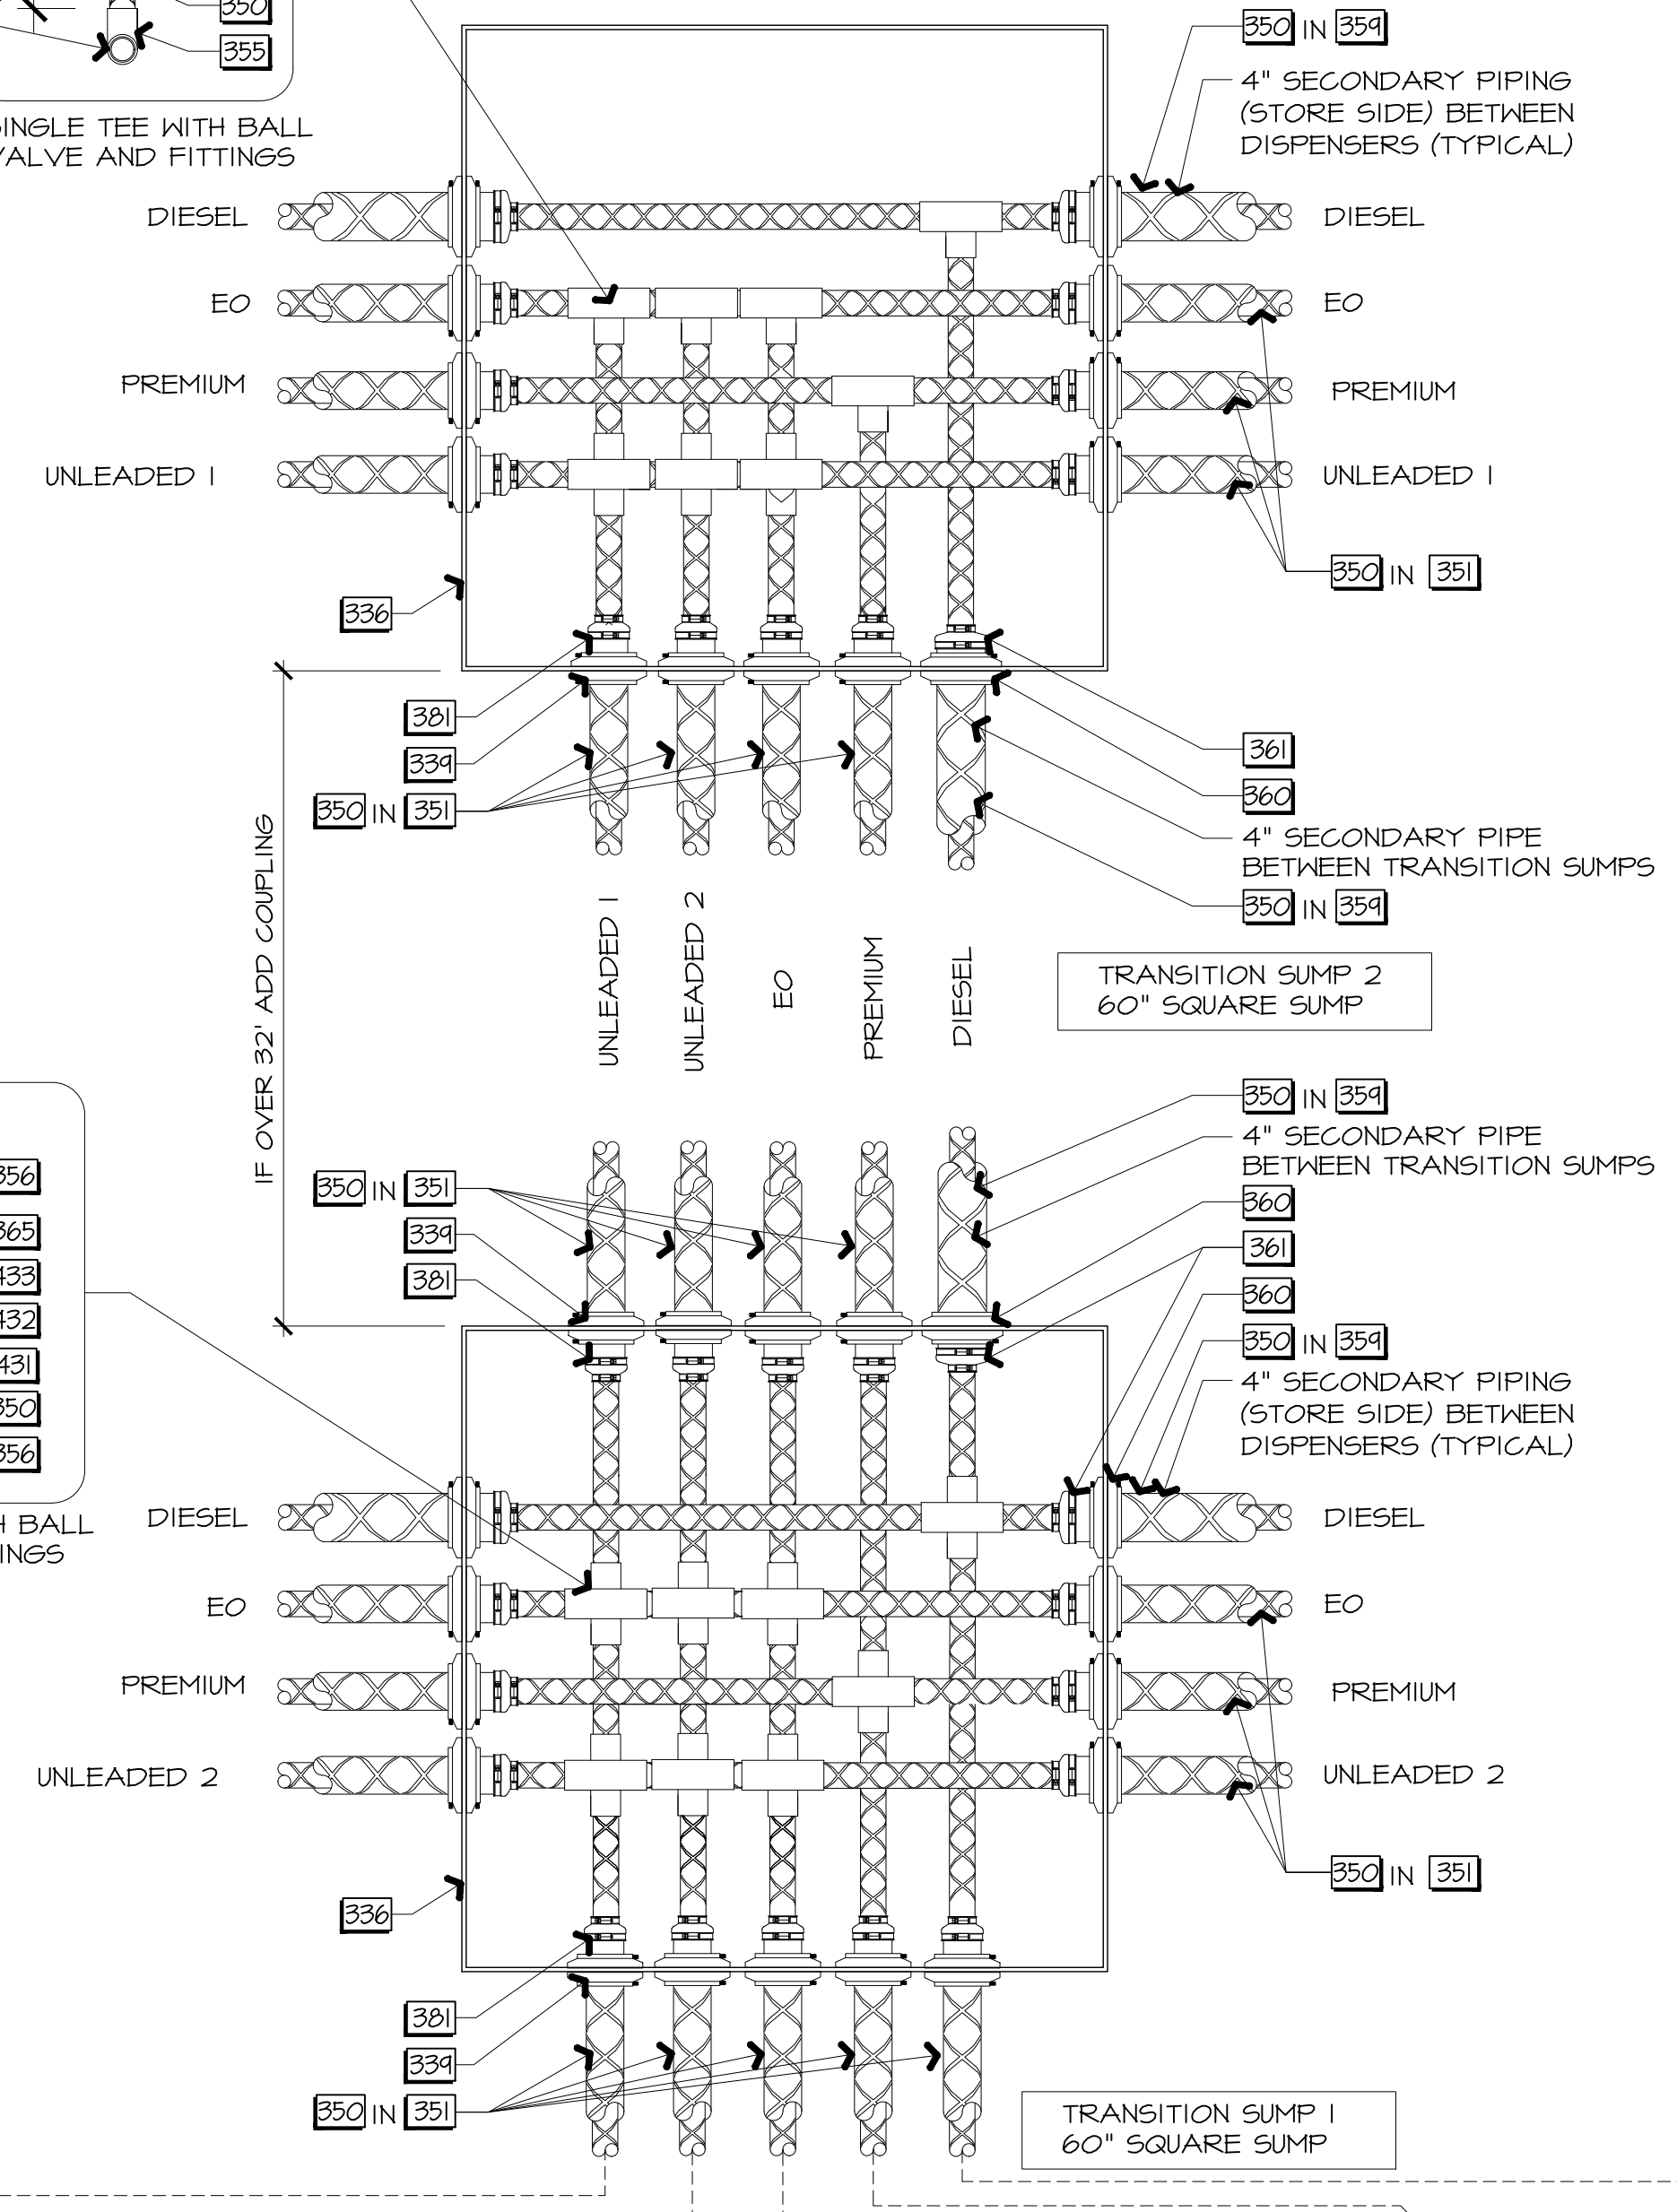 350
355
SINGLE TEE WITH BALL
VALVE AND FITTINGS
350 IN 359
4" SECONDARY PIPING
(STORE SIDE) BETWEEN
DISPENSERS (TYPICAL)
DIESEL
DIESEL
EO
EO
PREMIUM
PREMIUM
UNLEADED 1
UNLEADED 1
350 IN 351
336
381
339
350 IN 351
361
360
4" SECONDARY PIPE
BETWEEN TRANSITION SUMPS
350 IN 359
IF OVER 32' ADD COUPLING
UNLEADED 1
UNLEADED 2
EO
PREMIUM
DIESEL
TRANSITION SUMP 2
60" SQUARE SUMP
350 IN 359
4" SECONDARY PIPE
BETWEEN TRANSITION SUMPS
360
361
360
350 IN 359
4" SECONDARY PIPING
(STORE SIDE) BETWEEN
DISPENSERS (TYPICAL)
350 IN 351
339
381
356
365
433
432
431
350
356
H BALL
INGS
DIESEL
DIESEL
EO
EO
PREMIUM
PREMIUM
UNLEADED 2
UNLEADED 2
350 IN 351
336
381
339
350 IN 351
TRANSITION SUMP 1
60" SQUARE SUMP